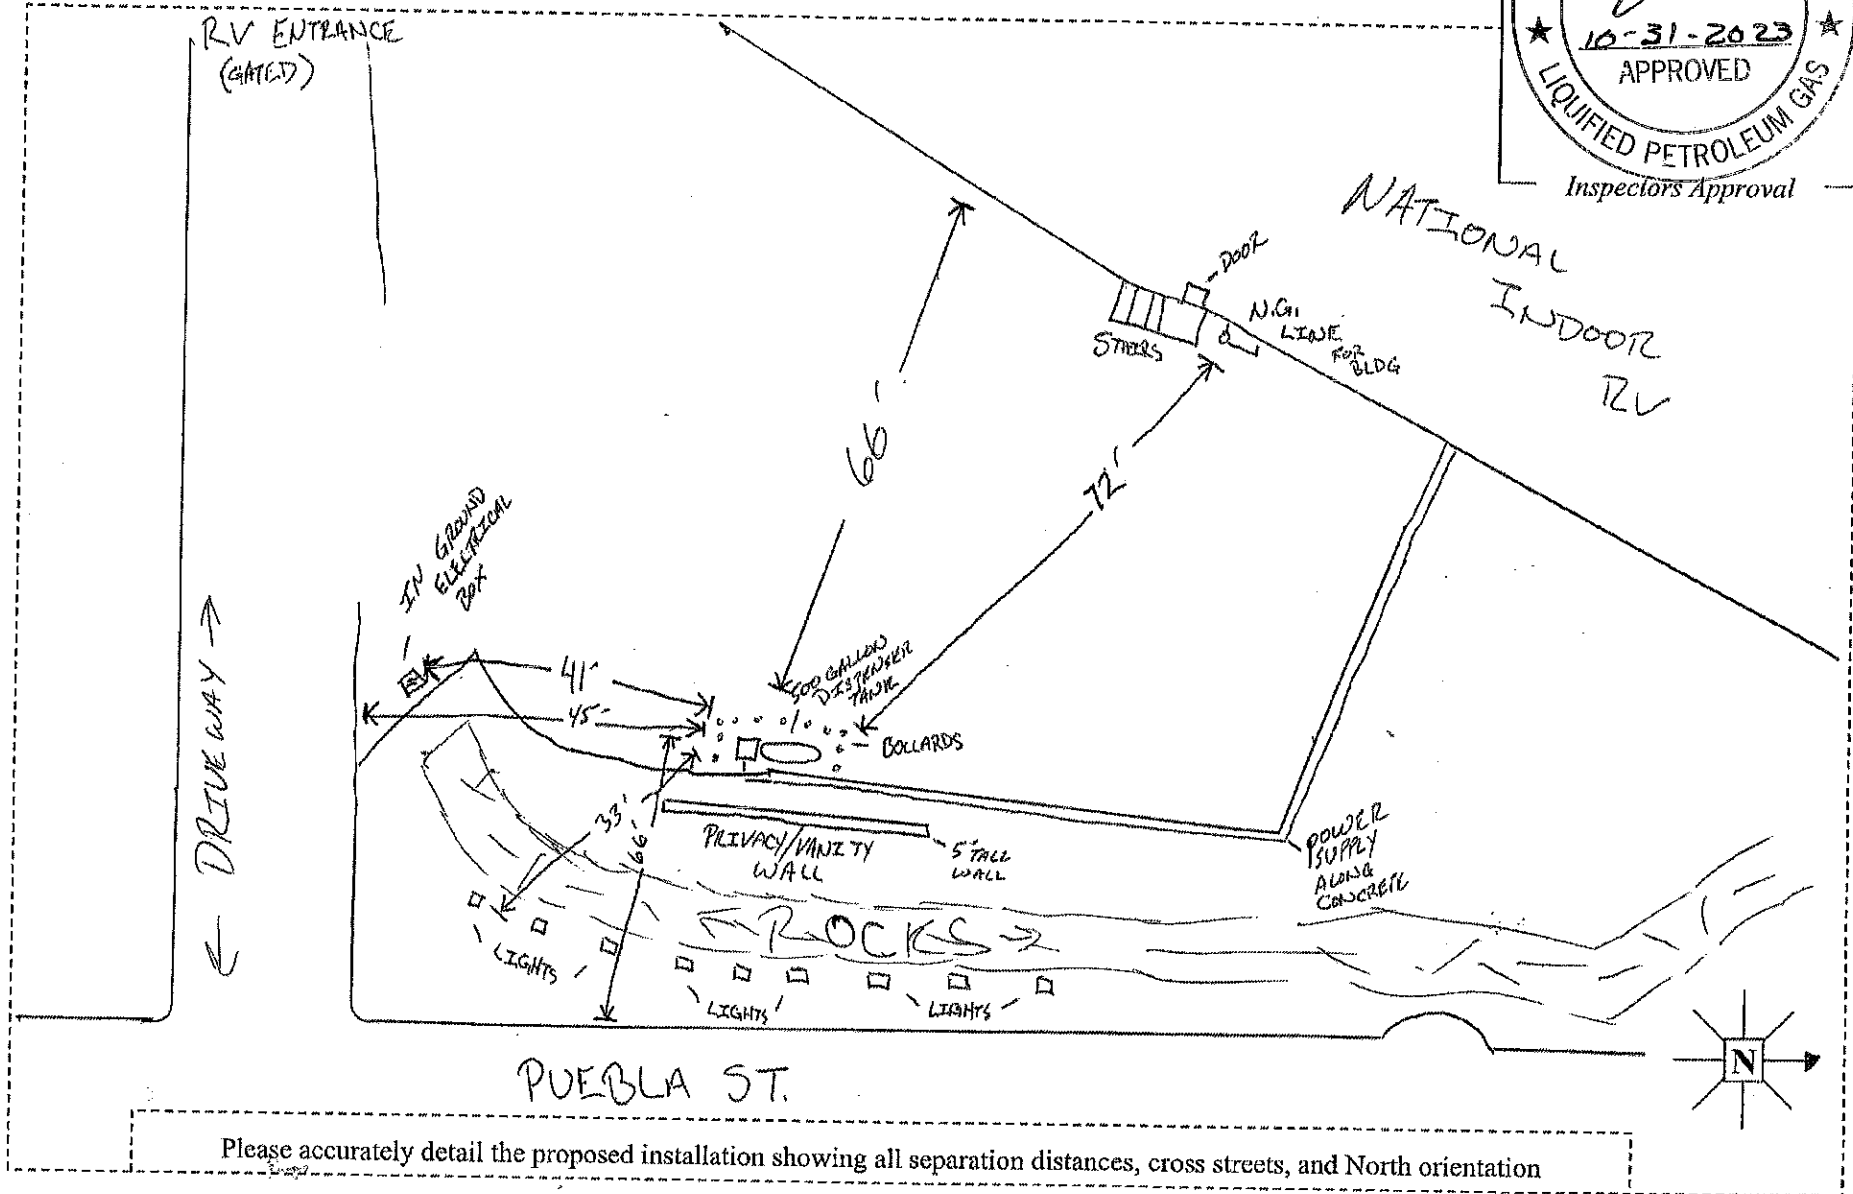 RV ENTRANCE
(GATED)
10-31-2023
APPROVED
LIQUIFIED PETROLEUM GAS
Inspectors Approval
NATIONAL
INDOOR
RV
DOOR
N.G.
LINE
FOR
BLDG
STAIRS
66'
72'
IN GROUND
ELECTRICAL
BOX
500 GALLON
DISPENSER
TANK
41'
45'
BOLLARDS
← DRIVEWAY →
33'
66'
PRIVACY/VANITY
WALL
5' TALL
WALL
POWER
SUPPLY
ALONG
CONCRETE
← ROCKS →
LIGHTS
LIGHTS
LIGHTS
PUEBLA ST.
N
Please accurately detail the proposed installation showing all separation distances, cross streets, and North orientation